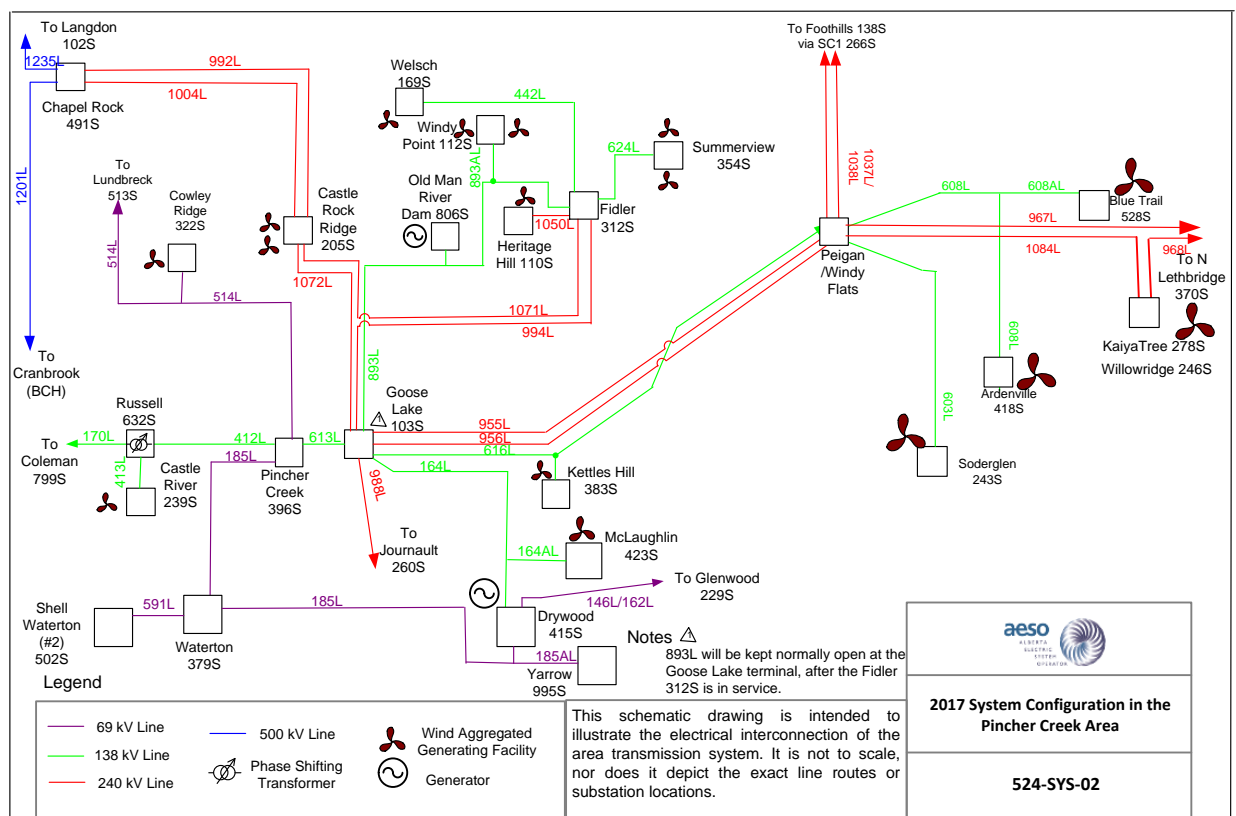 To Langdon
102S
1235L
Chapel Rock
491S
992L
1004L
1201L
To
Cranbrook
(BCH)
To
Lundbreck
513S
Cowley
Ridge
322S
514L
514L
Castle
Rock
Ridge
205S
1072L
Welsch
169S
442L
Windy
Point 112S
893AL
Old Man
River
Dam 806S
Heritage
Hill 110S
1050L
Fidler
312S
624L
Summerview
354S
1071L
994L
893L
To Foothills 138S
via SC1 266S
1037L/
1038L
Peigan
/Windy
Flats
608L
608AL
Blue Trail
528S
967L
1084L
968L
To N
Lethbridge
370S
KaiyaTree 278S
Willowridge 246S
608L
Ardenville
418S
603L
Soderglen
243S
Russell
632S
170L
To
Coleman
799S
412L
413L
Castle
River
239S
185L
613L
Pincher
Creek
396S
Goose
Lake
103S
955L
956L
616L
164L
988L
To
Journault
260S
Kettles Hill
383S
McLaughlin
423S
164AL
To Glenwood
229S
146L/162L
Drywood
415S
185AL
Yarrow
995S
185L
591L
Shell
Waterton
(#2)
502S
Waterton
379S
Notes
893L will be kept normally open at the
Goose Lake terminal, after the Fidler
312S is in service.
Legend
69 kV Line
138 kV Line
240 kV Line
500 kV Line
Phase Shifting
Transformer
Wind Aggregated
Generating Facility
Generator
This schematic drawing is intended to
illustrate the electrical interconnection of the
area transmission system. It is not to scale,
nor does it depict the exact line routes or
substation locations.
aeso
ALBERTA
ELECTRIC
SYSTEM
OPERATOR
2017 System Configuration in the
Pincher Creek Area
524-SYS-02